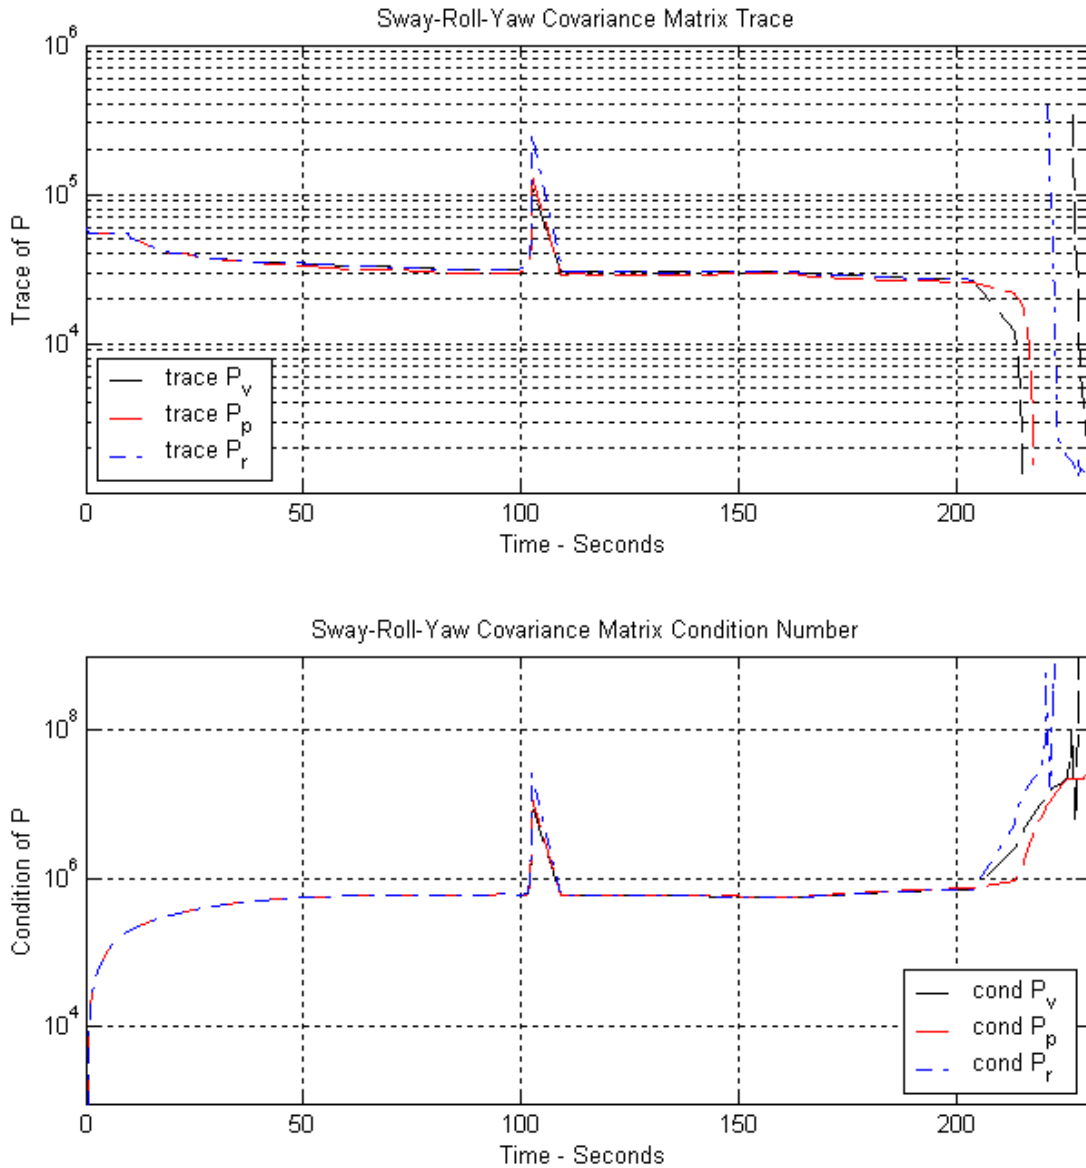 Sway-Roll-Yaw Covariance Matrix Trace
10^6
10^5
10^4
Trace of P
trace P_v
trace P_p
trace P_r
0 50 100 150 200
Time - Seconds
Sway-Roll-Yaw Covariance Matrix Condition Number
10^8
10^6
10^4
Condition of P
cond P_v
cond P_p
cond P_r
0 50 100 150 200
Time - Seconds